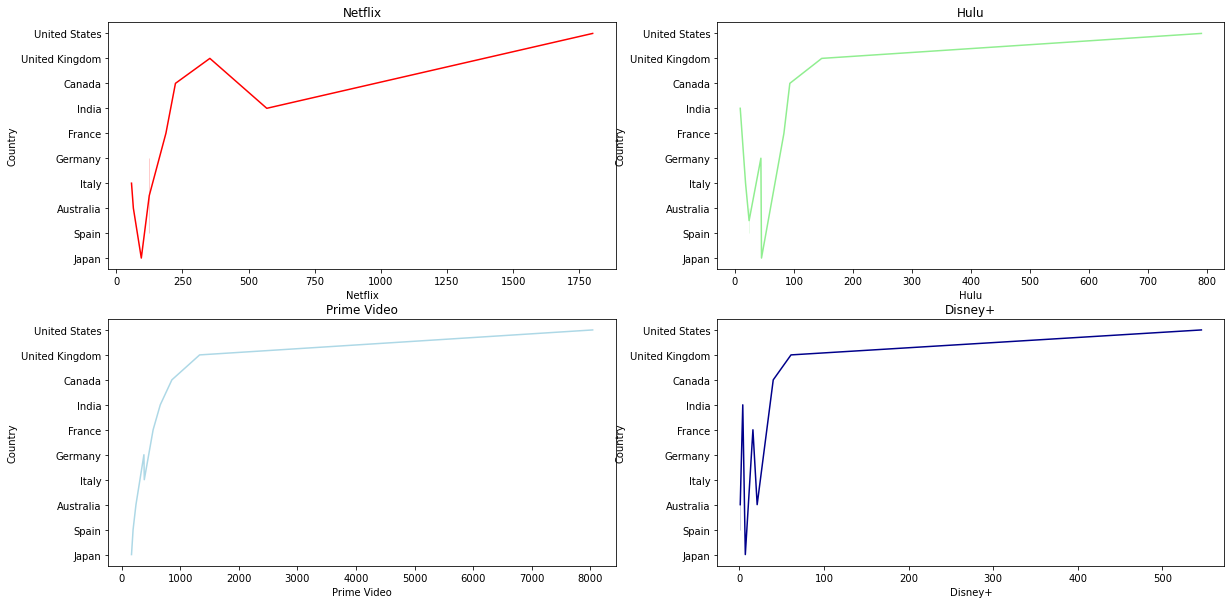 Netflix
United States
United Kingdom
Canada
India
France
Germany
Italy
Australia
Spain
Japan
Country
0 250 500 750 1000 1250 1500 1750
Netflix
Hulu
United States
United Kingdom
Canada
India
France
Germany
Italy
Australia
Spain
Japan
Country
0 100 200 300 400 500 600 700 800
Hulu
Prime Video
United States
United Kingdom
Canada
India
France
Germany
Italy
Australia
Spain
Japan
Country
0 1000 2000 3000 4000 5000 6000 7000 8000
Prime Video
Disney+
United States
United Kingdom
Canada
India
France
Germany
Italy
Australia
Spain
Japan
Country
0 100 200 300 400 500
Disney+